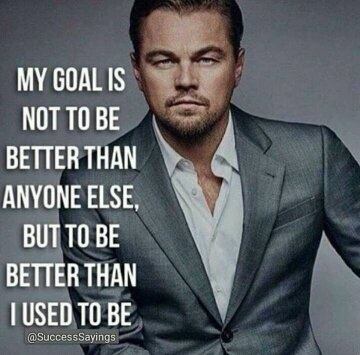 MY GOAL IS
NOT TO BE
BETTER THAN
ANYONE ELSE,
BUT TO BE
BETTER THAN
I USED TO BE
@SuccessSayings